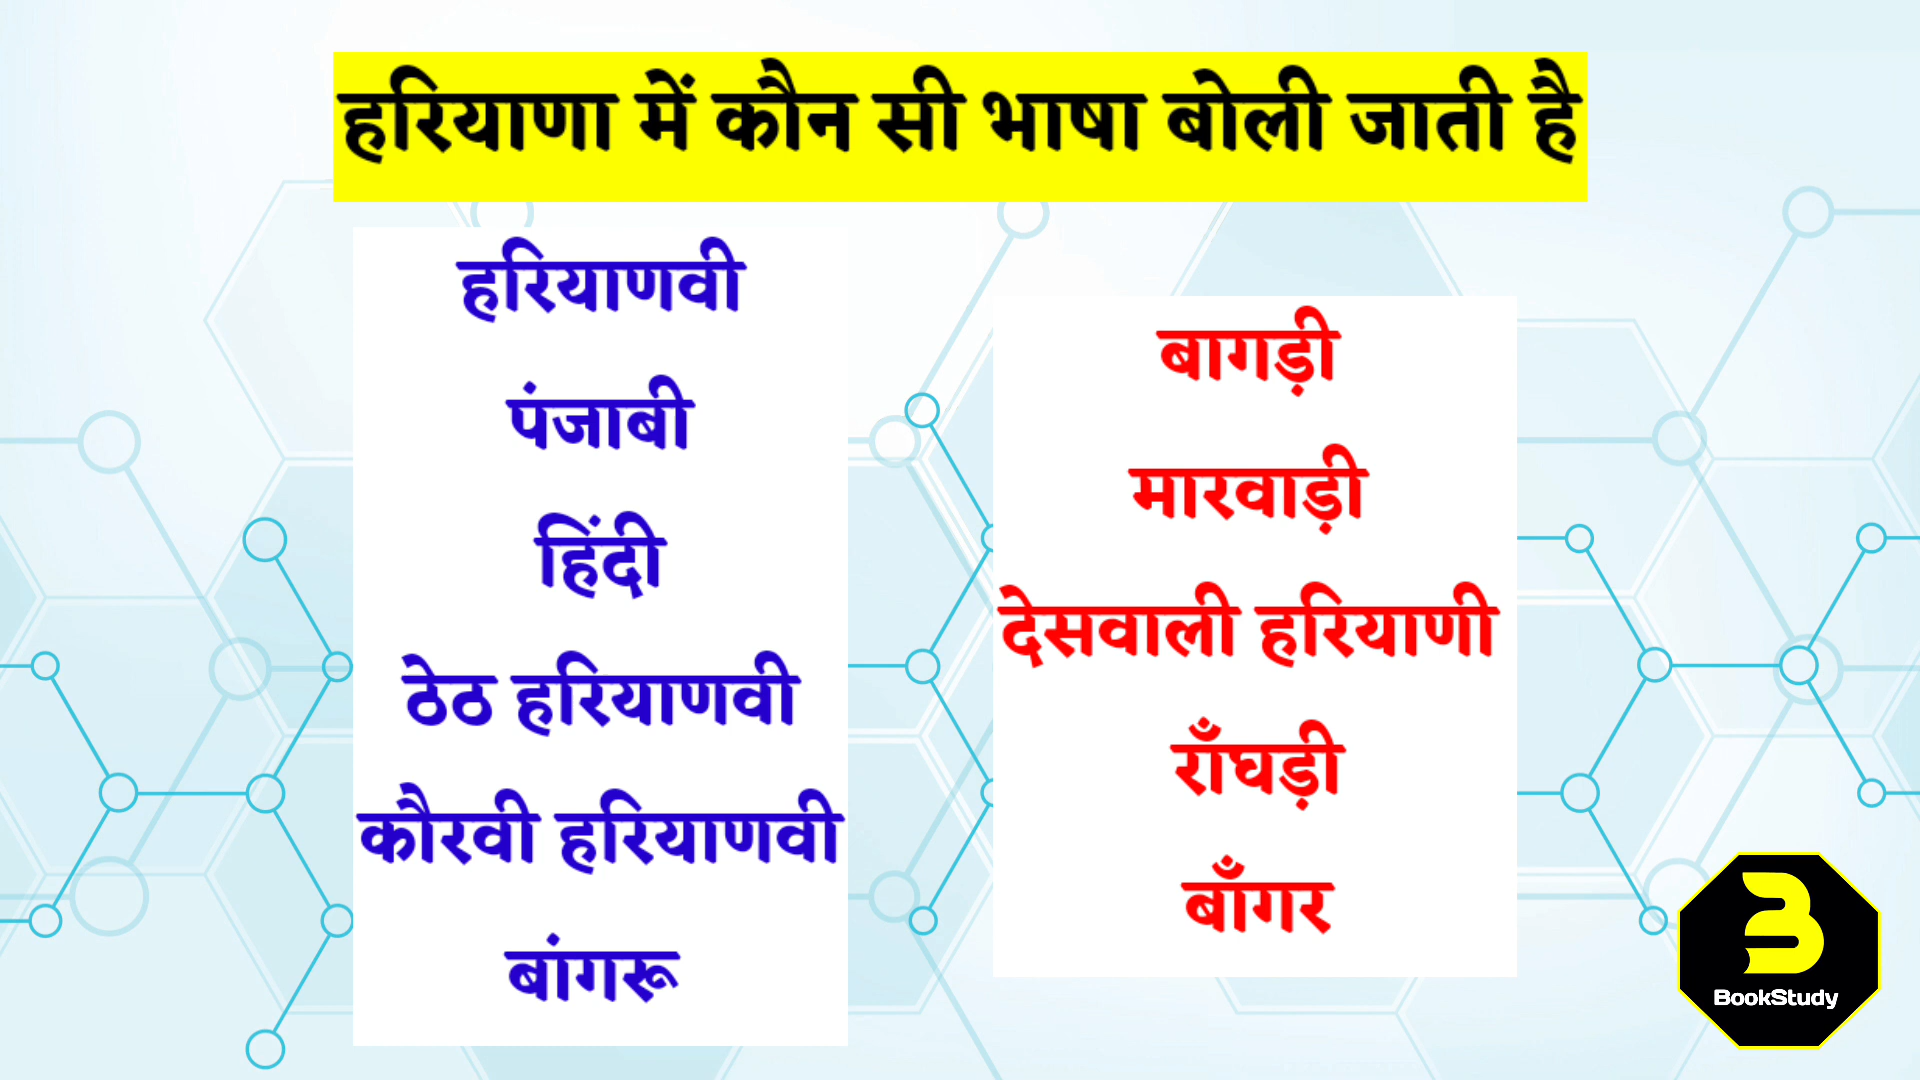 हरियाणा में कौन सी भाषा बोली जाती है
हरियाणवी
पंजाबी
हिंदी
ठेठ हरियाणवी
कौरवी हरियाणवी
बांगरू
बागड़ी
मारवाड़ी
देसवाली हरियाणी
राँघड़ी
बाँगर
BookStudy